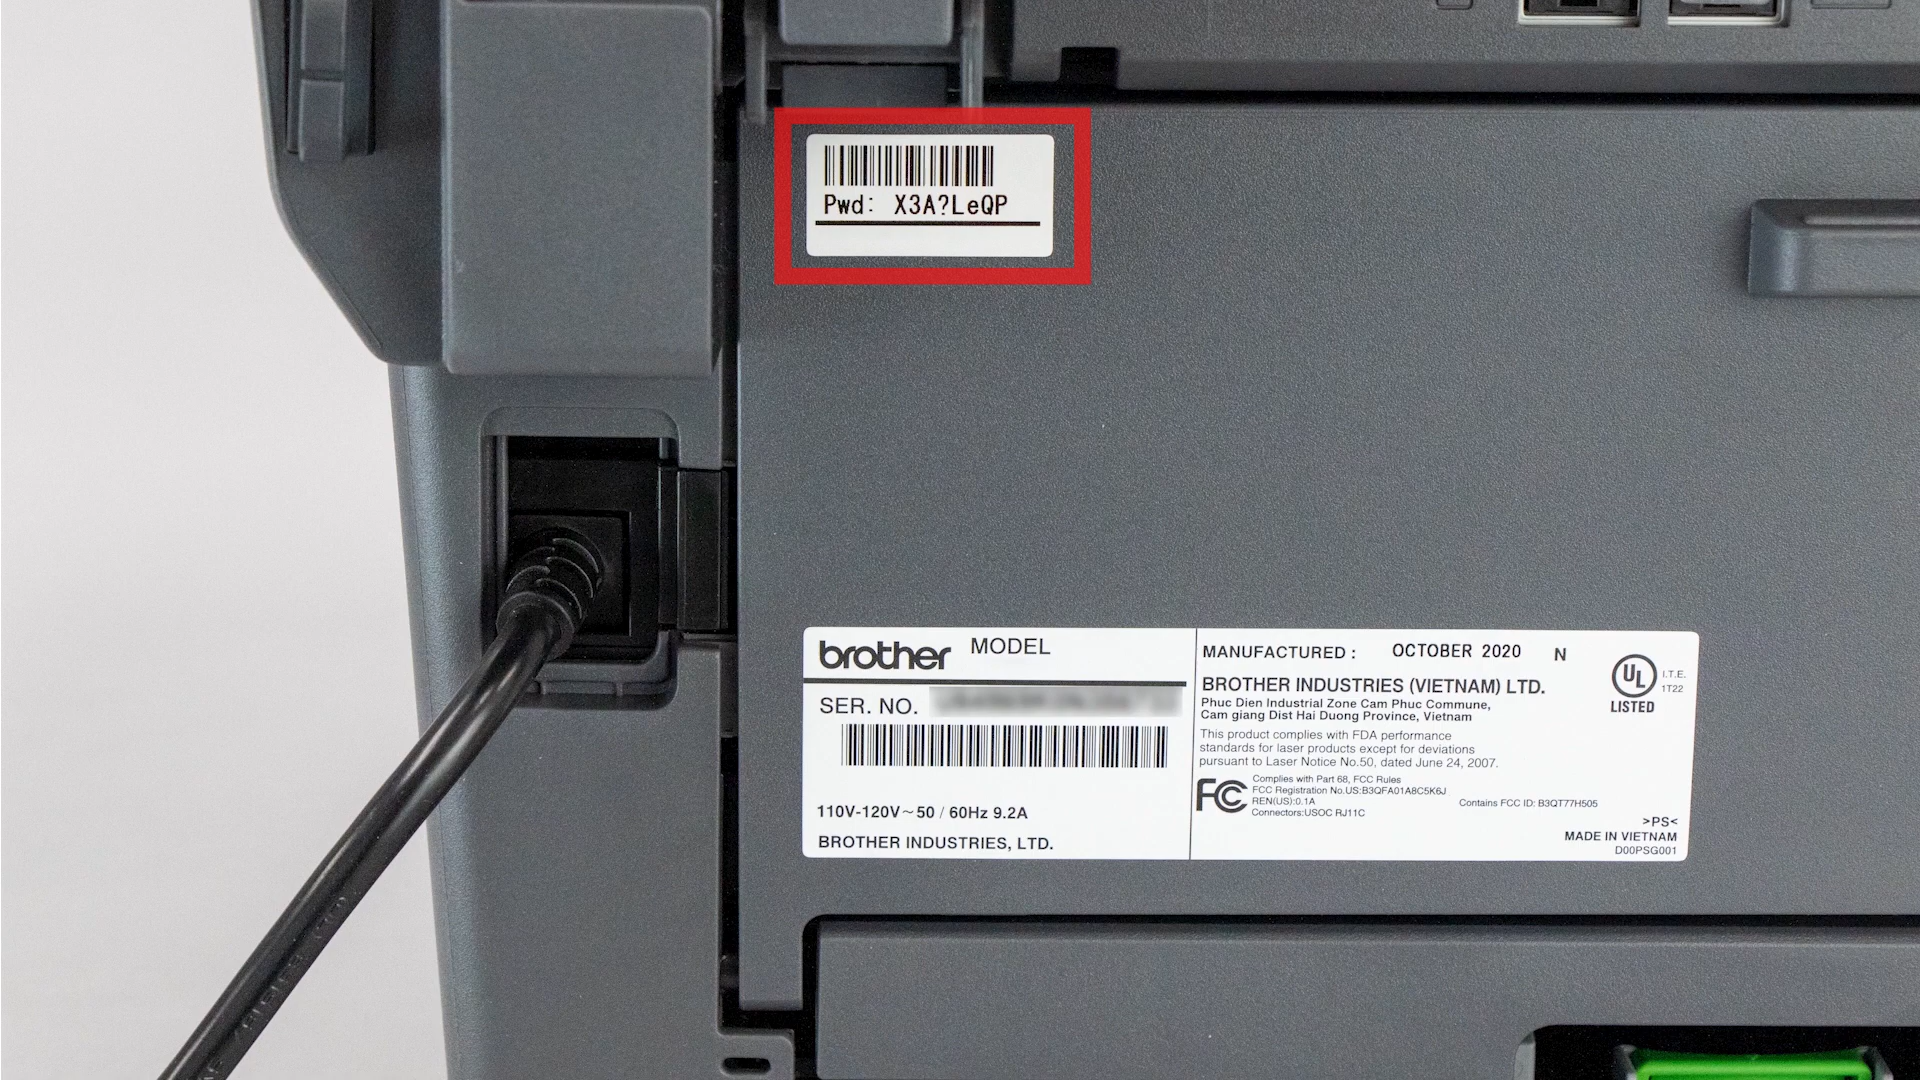 Pwd: X3A?LeQP
brother MODEL
SER. NO.
110V-120V~50 / 60Hz 9.2A
BROTHER INDUSTRIES, LTD.
MANUFACTURED : OCTOBER 2020 N
BROTHER INDUSTRIES (VIETNAM) LTD.
Phuc Dien Industrial Zone Cam Phuc Commune,
Cam giang Dist Hai Duong Province, Vietnam
This product complies with FDA performance
standards for laser products except for deviations
pursuant to Laser Notice No.50, dated June 24, 2007.
FC Complies with Part 68, FCC Rules
FCC Registration No.US:B3QFA01A8C5K6J
REN(US):0.1A
Connectors:USOC RJ11C
Contains FCC ID: B3QT77H505
UL
LISTED
I.T.E.
1T22
>PS<
MADE IN VIETNAM
D00PSG001